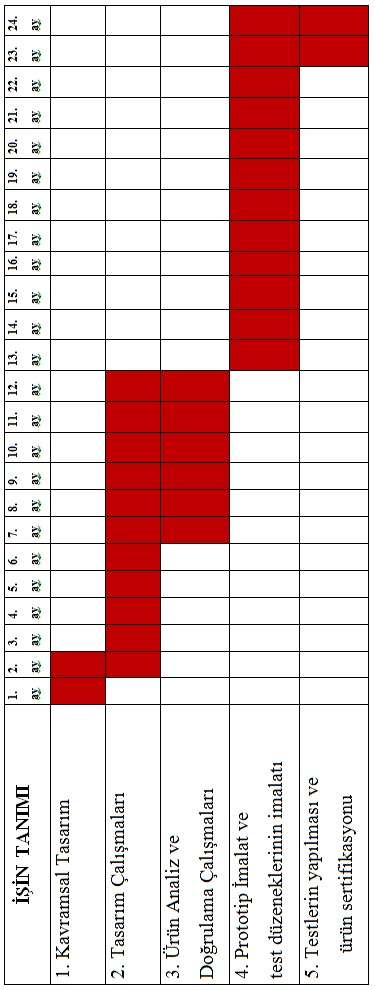 İŞİN TANIMI
1. ay
2. ay
3. ay
4. ay
5. ay
6. ay
7. ay
8. ay
9. ay
10. ay
11. ay
12. ay
13. ay
14. ay
15. ay
16. ay
17. ay
18. ay
19. ay
20. ay
21. ay
22. ay
23. ay
24. ay
1. Kavramsal Tasarım
2. Tasarım Çalışmaları
3. Ürün Analiz ve
Doğrulama Çalışmaları
4. Prototip İmalat ve
test düzeneklerinin imalatı
5. Testlerin yapılması ve
ürün sertifikasyonu